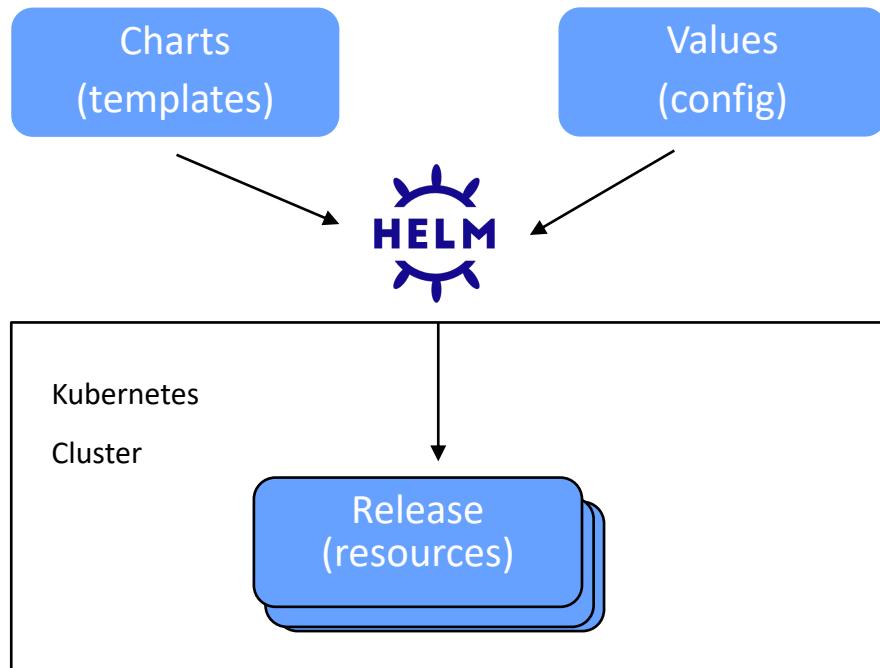 Charts
(templates)
Values
(config)
HELM
Kubernetes
Cluster
Release
(resources)